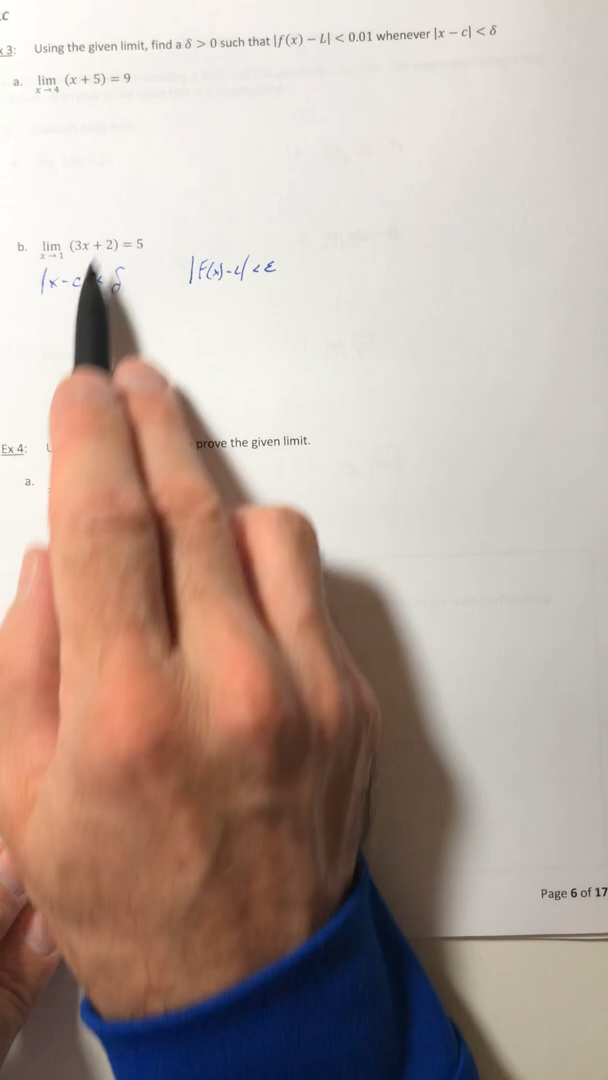 .C
x 3: Using the given limit, find a δ > 0 such that |f(x) − L| < 0.01 whenever |x − c| < δ
a. lim x→4 (x + 5) = 9
b. lim x→1 (3x + 2) = 5
|x-c < δ |F(x)-L| < ε
Ex 4: prove the given limit.
a.
Page 6 of 17